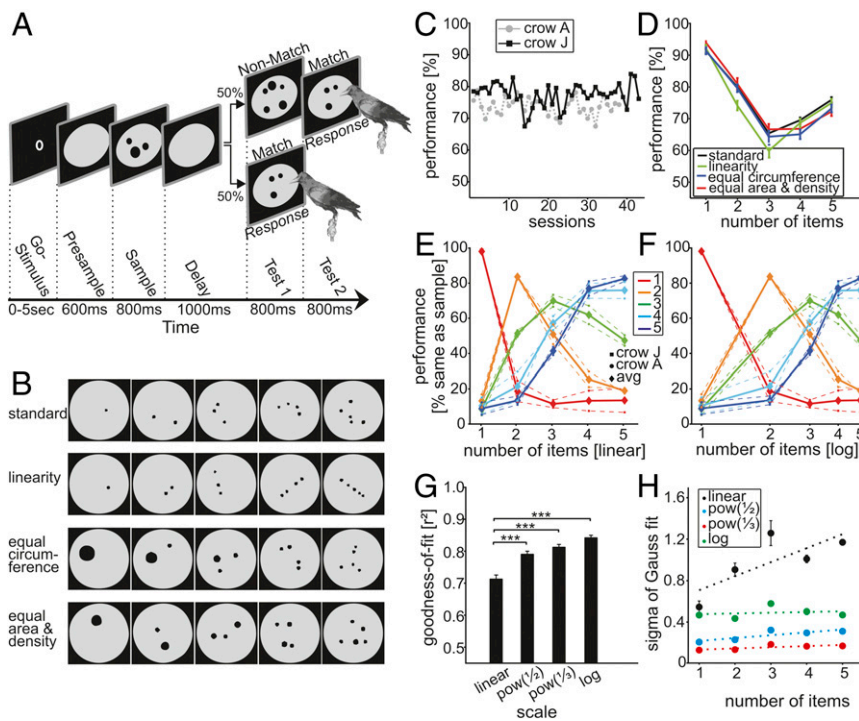 A
Non-Match
Match
50%
Response
Match
50%
Response
Go-
Stimulus
Presample
Sample
Delay
Test 1
Test 2
0-5sec
600ms
800ms
1000ms
800ms
800ms
Time
B
standard
linearity
equal
circum-
ference
equal
area &
density
C
crow A
crow J
performance [%]
100
90
80
70
60
50
10 20 30 40
sessions
D
performance
[%]
100
90
80
70
60
50
standard
linearity
equal circumference
equal area & density
1 2 3 4 5
number of items
E
performance
[% same as sample]
100
80
60
40
20
0
1
2
3
4
5
crow J
crow A
avg
1 2 3 4 5
number of items [linear]
F
100
80
60
40
20
0
1 2 3 4 5
number of items [log]
G
goodness-of-fit [r²]
0.9
0.8
0.7
0.6
0.5
***
***
***
linear
pow(½)
pow(⅓)
log
scale
H
sigma of Gauss fit
1.6
1.2
0.8
0.4
0
linear
pow(½)
pow(⅓)
log
1 2 3 4 5
number of items